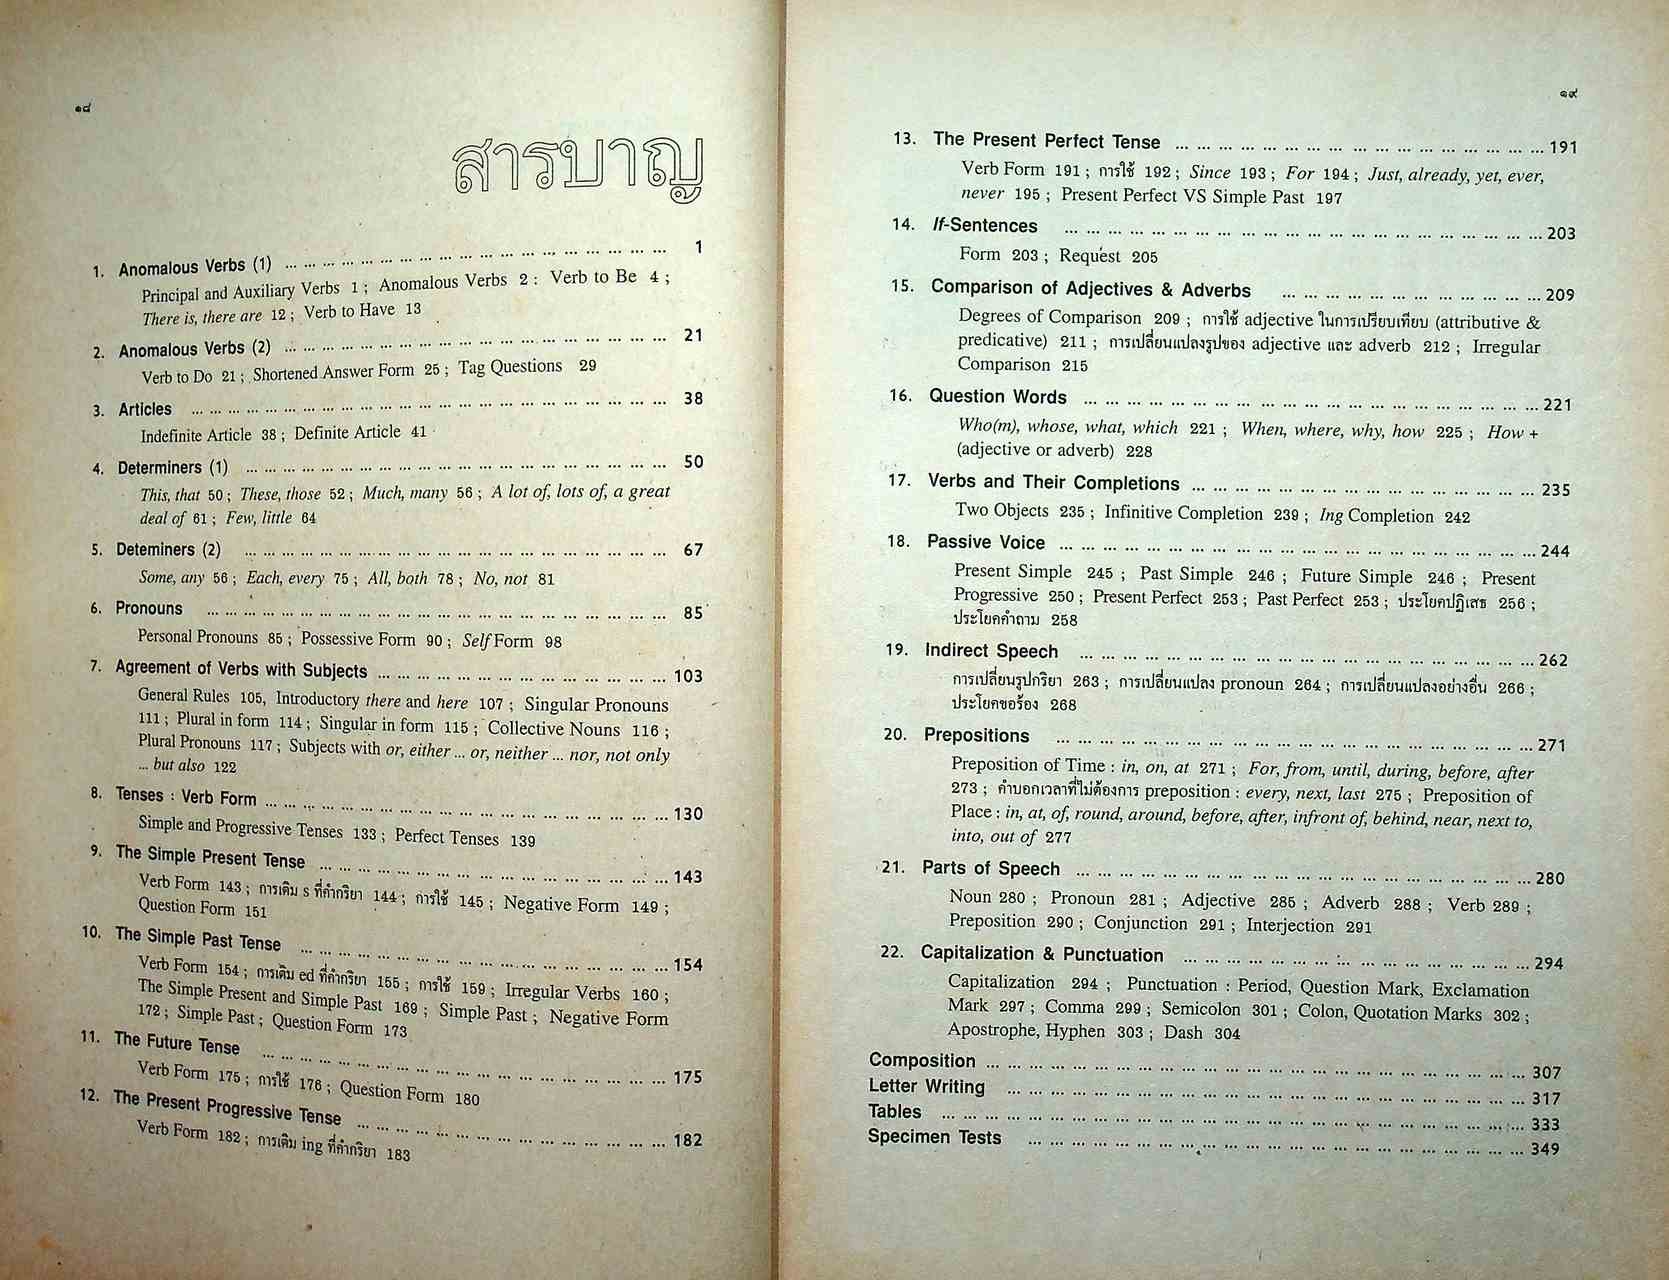 ๑๘
สารบาญ
1. Anomalous Verbs (1) ... ... ... ... ... ... ... ... ... ... ... ... ... ... 1
Principal and Auxiliary Verbs 1 ; Anomalous Verbs 2 : Verb to Be 4 ;
There is, there are 12 ; Verb to Have 13
2. Anomalous Verbs (2) ... ... ... ... ... ... ... ... ... ... ... ... ... ... 21
Verb to Do 21 ; Shortened Answer Form 25 ; Tag Questions 29
3. Articles ... ... ... ... ... ... ... ... ... ... ... ... ... ... ... ... ... 38
Indefinite Article 38 ; Definite Article 41
4. Determiners (1) ... ... ... ... ... ... ... ... ... ... ... ... ... ... ... 50
This, that 50 ; These, those 52 ; Much, many 56 ; A lot of, lots of, a great
deal of 61 ; Few, little 64
5. Deteminers (2) ... ... ... ... ... ... ... ... ... ... ... ... ... ... ... 67
Some, any 56 ; Each, every 75 ; All, both 78 ; No, not 81
6. Pronouns ... ... ... ... ... ... ... ... ... ... ... ... ... ... ... ... ... 85
Personal Pronouns 85 ; Possessive Form 90 ; Self Form 98
7. Agreement of Verbs with Subjects ... ... ... ... ... ... ... ... ... ... ... 103
General Rules 105, Introductory there and here 107 ; Singular Pronouns
111 ; Plural in form 114 ; Singular in form 115 ; Collective Nouns 116 ;
Plural Pronouns 117 ; Subjects with or, either ... or, neither ... nor, not only
... but also 122
8. Tenses : Verb Form ... ... ... ... ... ... ... ... ... ... ... ... ... ... ... 130
Simple and Progressive Tenses 133 ; Perfect Tenses 139
9. The Simple Present Tense ... ... ... ... ... ... ... ... ... ... ... ... ... 143
Verb Form 143 ; การเติม s ที่คำกริยา 144 ; การใช้ 145 ; Negative Form 149 ;
Question Form 151
10. The Simple Past Tense ... ... ... ... ... ... ... ... ... ... ... ... ... 154
Verb Form 154 ; การเติม ed ที่คำกริยา 155 ; การใช้ 159 ; Irregular Verbs 160 ;
The Simple Present and Simple Past 169 ; Simple Past ; Negative Form
172 ; Simple Past ; Question Form 173
11. The Future Tense ... ... ... ... ... ... ... ... ... ... ... ... ... ... ... 175
Verb Form 175 ; การใช้ 176 ; Question Form 180
12. The Present Progressive Tense ... ... ... ... ... ... ... ... ... ... ... 182
Verb Form 182 ; การเติม ing ที่คำกริยา 183
๑๙
13. The Present Perfect Tense ... ... ... ... ... ... ... ... ... ... ... ... ... 191
Verb Form 191 ; การใช้ 192 ; Since 193 ; For 194 ; Just, already, yet, ever,
never 195 ; Present Perfect VS Simple Past 197
14. If-Sentences ... ... ... ... ... ... ... ... ... ... ... ... ... ... ... ... ... 203
Form 203 ; Request 205
15. Comparison of Adjectives & Adverbs ... ... ... ... ... ... ... ... ... ... 209
Degrees of Comparison 209 ; การใช้ adjective ในการเปรียบเทียบ (attributive &
predicative) 211 ; การเปลี่ยนแปลงรูปของ adjective และ adverb 212 ; Irregular
Comparison 215
16. Question Words ... ... ... ... ... ... ... ... ... ... ... ... ... ... ... ... 221
Who(m), whose, what, which 221 ; When, where, why, how 225 ; How +
(adjective or adverb) 228
17. Verbs and Their Completions ... ... ... ... ... ... ... ... ... ... ... ... 235
Two Objects 235 ; Infinitive Completion 239 ; Ing Completion 242
18. Passive Voice ... ... ... ... ... ... ... ... ... ... ... ... ... ... ... ... ... 244
Present Simple 245 ; Past Simple 246 ; Future Simple 246 ; Present
Progressive 250 ; Present Perfect 253 ; Past Perfect 253 ; ประโยคปฏิเสธ 256 ;
ประโยคคำถาม 258
19. Indirect Speech ... ... ... ... ... ... ... ... ... ... ... ... ... ... ... ... 262
การเปลี่ยนรูปกริยา 263 ; การเปลี่ยนแปลง pronoun 264 ; การเปลี่ยนแปลงอย่างอื่น 266 ;
ประโยคขอร้อง 268
20. Prepositions ... ... ... ... ... ... ... ... ... ... ... ... ... ... ... ... ... 271
Preposition of Time : in, on, at 271 ; For, from, until, during, before, after
273 ; คำบอกเวลาที่ไม่ต้องการ preposition : every, next, last 275 ; Preposition of
Place : in, at, of, round, around, before, after, infront of, behind, near, next to,
into, out of 277
21. Parts of Speech ... ... ... ... ... ... ... ... ... ... ... ... ... ... ... ... 280
Noun 280 ; Pronoun 281 ; Adjective 285 ; Adverb 288 ; Verb 289 ;
Preposition 290 ; Conjunction 291 ; Interjection 291
22. Capitalization & Punctuation ... ... ... ... ... ... ... ... ... ... ... ... 294
Capitalization 294 ; Punctuation : Period, Question Mark, Exclamation
Mark 297 ; Comma 299 ; Semicolon 301 ; Colon, Quotation Marks 302 ;
Apostrophe, Hyphen 303 ; Dash 304
Composition ... ... ... ... ... ... ... ... ... ... ... ... ... ... ... ... ... ... 307
Letter Writing ... ... ... ... ... ... ... ... ... ... ... ... ... ... ... ... ... 317
Tables ... ... ... ... ... ... ... ... ... ... ... ... ... ... ... ... ... ... ... 333
Specimen Tests ... ... ... ... ... ... ... ... ... ... ... ... ... ... ... ... 349